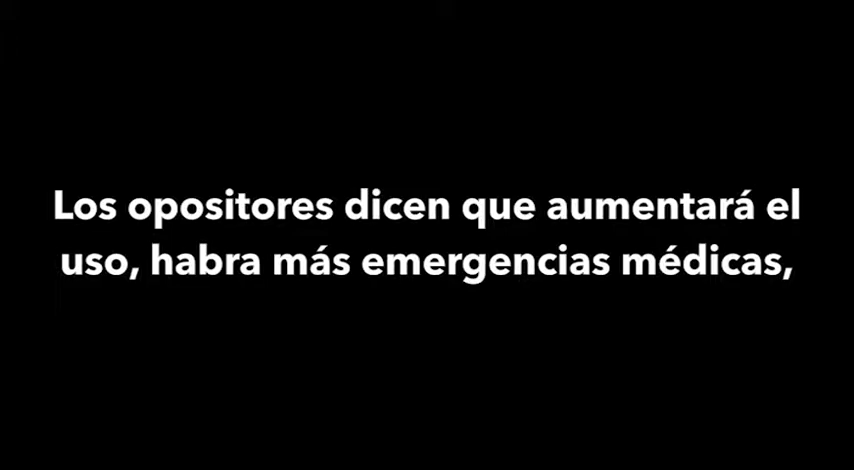 Los opositores dicen que aumentará el
uso, habra más emergencias médicas,